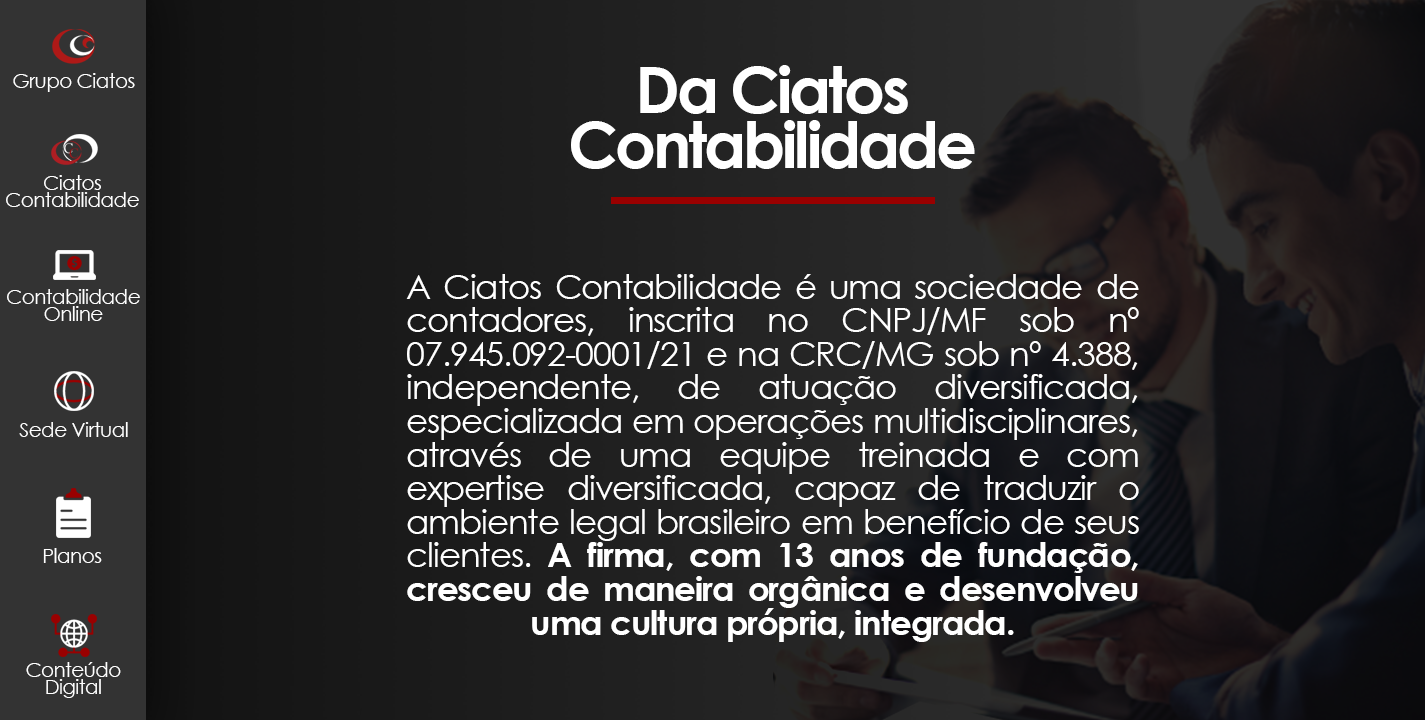 Grupo Ciatos
Ciatos
Contabilidade
Contabilidade
Online
Sede Virtual
Planos
Conteúdo
Digital
Da Ciatos
Contabilidade
A Ciatos Contabilidade é uma sociedade de
contadores, inscrita no CNPJ/MF sob nº
07.945.092-0001/21 e na CRC/MG sob nº 4.388,
independente, de atuação diversificada,
especializada em operações multidisciplinares,
através de uma equipe treinada e com
expertise diversificada, capaz de traduzir o
ambiente legal brasileiro em benefício de seus
clientes. A firma, com 13 anos de fundação,
cresceu de maneira orgânica e desenvolveu
uma cultura própria, integrada.